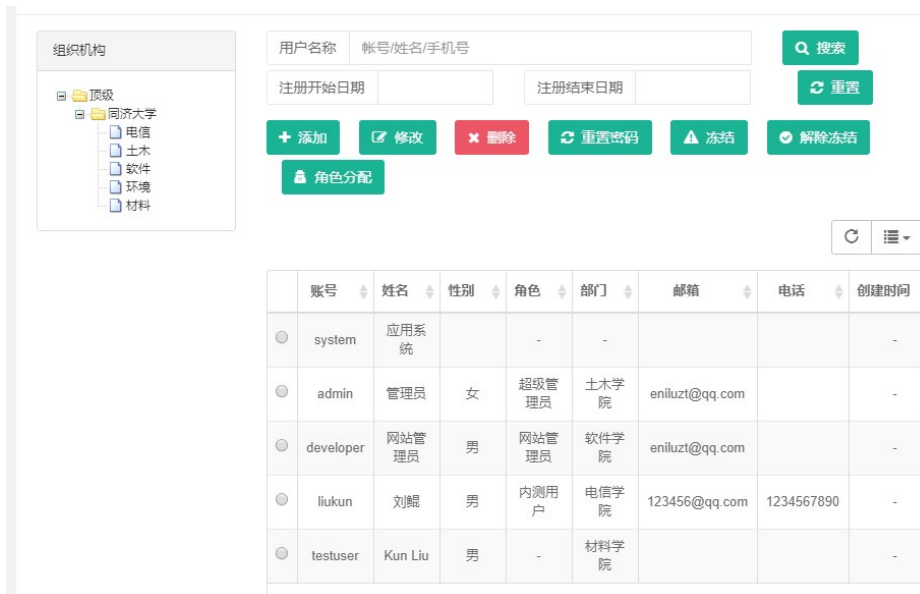 组织机构
顶级
同济大学
电信
土木
软件
环境
材料
用户名称 帐号/姓名/手机号 搜索
注册开始日期 注册结束日期 重置
添加 修改 删除 重置密码 冻结 解除冻结
角色分配
账号 姓名 性别 角色 部门 邮箱 电话 创建时间
system 应用系统 - - -
admin 管理员 女 超级管理员 土木学院 eniluzt@qq.com -
developer 网站管理员 男 网站管理员 软件学院 eniluzt@qq.com -
liukun 刘鲲 男 内测用户 电信学院 123456@qq.com 1234567890 -
testuser Kun Liu 男 - 材料学院 -